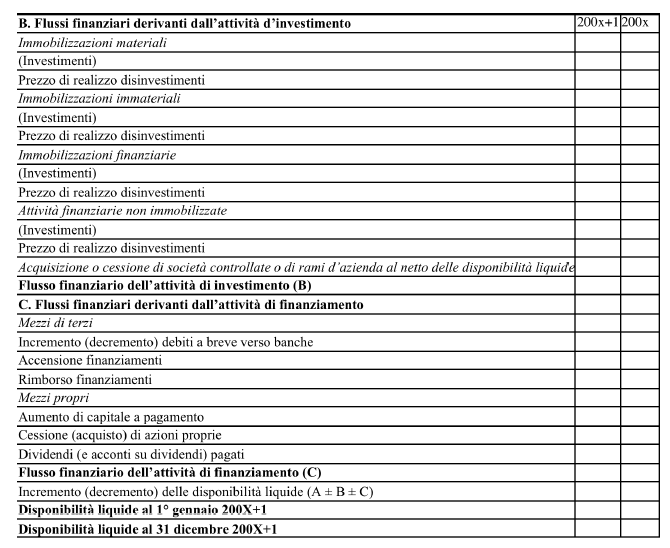 B. Flussi finanziari derivanti dall’attività d’investimento 200x+1 200x
Immobilizzazioni materiali
(Investimenti)
Prezzo di realizzo disinvestimenti
Immobilizzazioni immateriali
(Investimenti)
Prezzo di realizzo disinvestimenti
Immobilizzazioni finanziarie
(Investimenti)
Prezzo di realizzo disinvestimenti
Attività finanziarie non immobilizzate
(Investimenti)
Prezzo di realizzo disinvestimenti
Acquisizione o cessione di società controllate o di rami d’azienda al netto delle disponibilità liquide
Flusso finanziario dell’attività di investimento (B)
C. Flussi finanziari derivanti dall’attività di finanziamento
Mezzi di terzi
Incremento (decremento) debiti a breve verso banche
Accensione finanziamenti
Rimborso finanziamenti
Mezzi propri
Aumento di capitale a pagamento
Cessione (acquisto) di azioni proprie
Dividendi (e acconti su dividendi) pagati
Flusso finanziario dell’attività di finanziamento (C)
Incremento (decremento) delle disponibilità liquide (A ± B ± C)
Disponibilità liquide al 1° gennaio 200X+1
Disponibilità liquide al 31 dicembre 200X+1